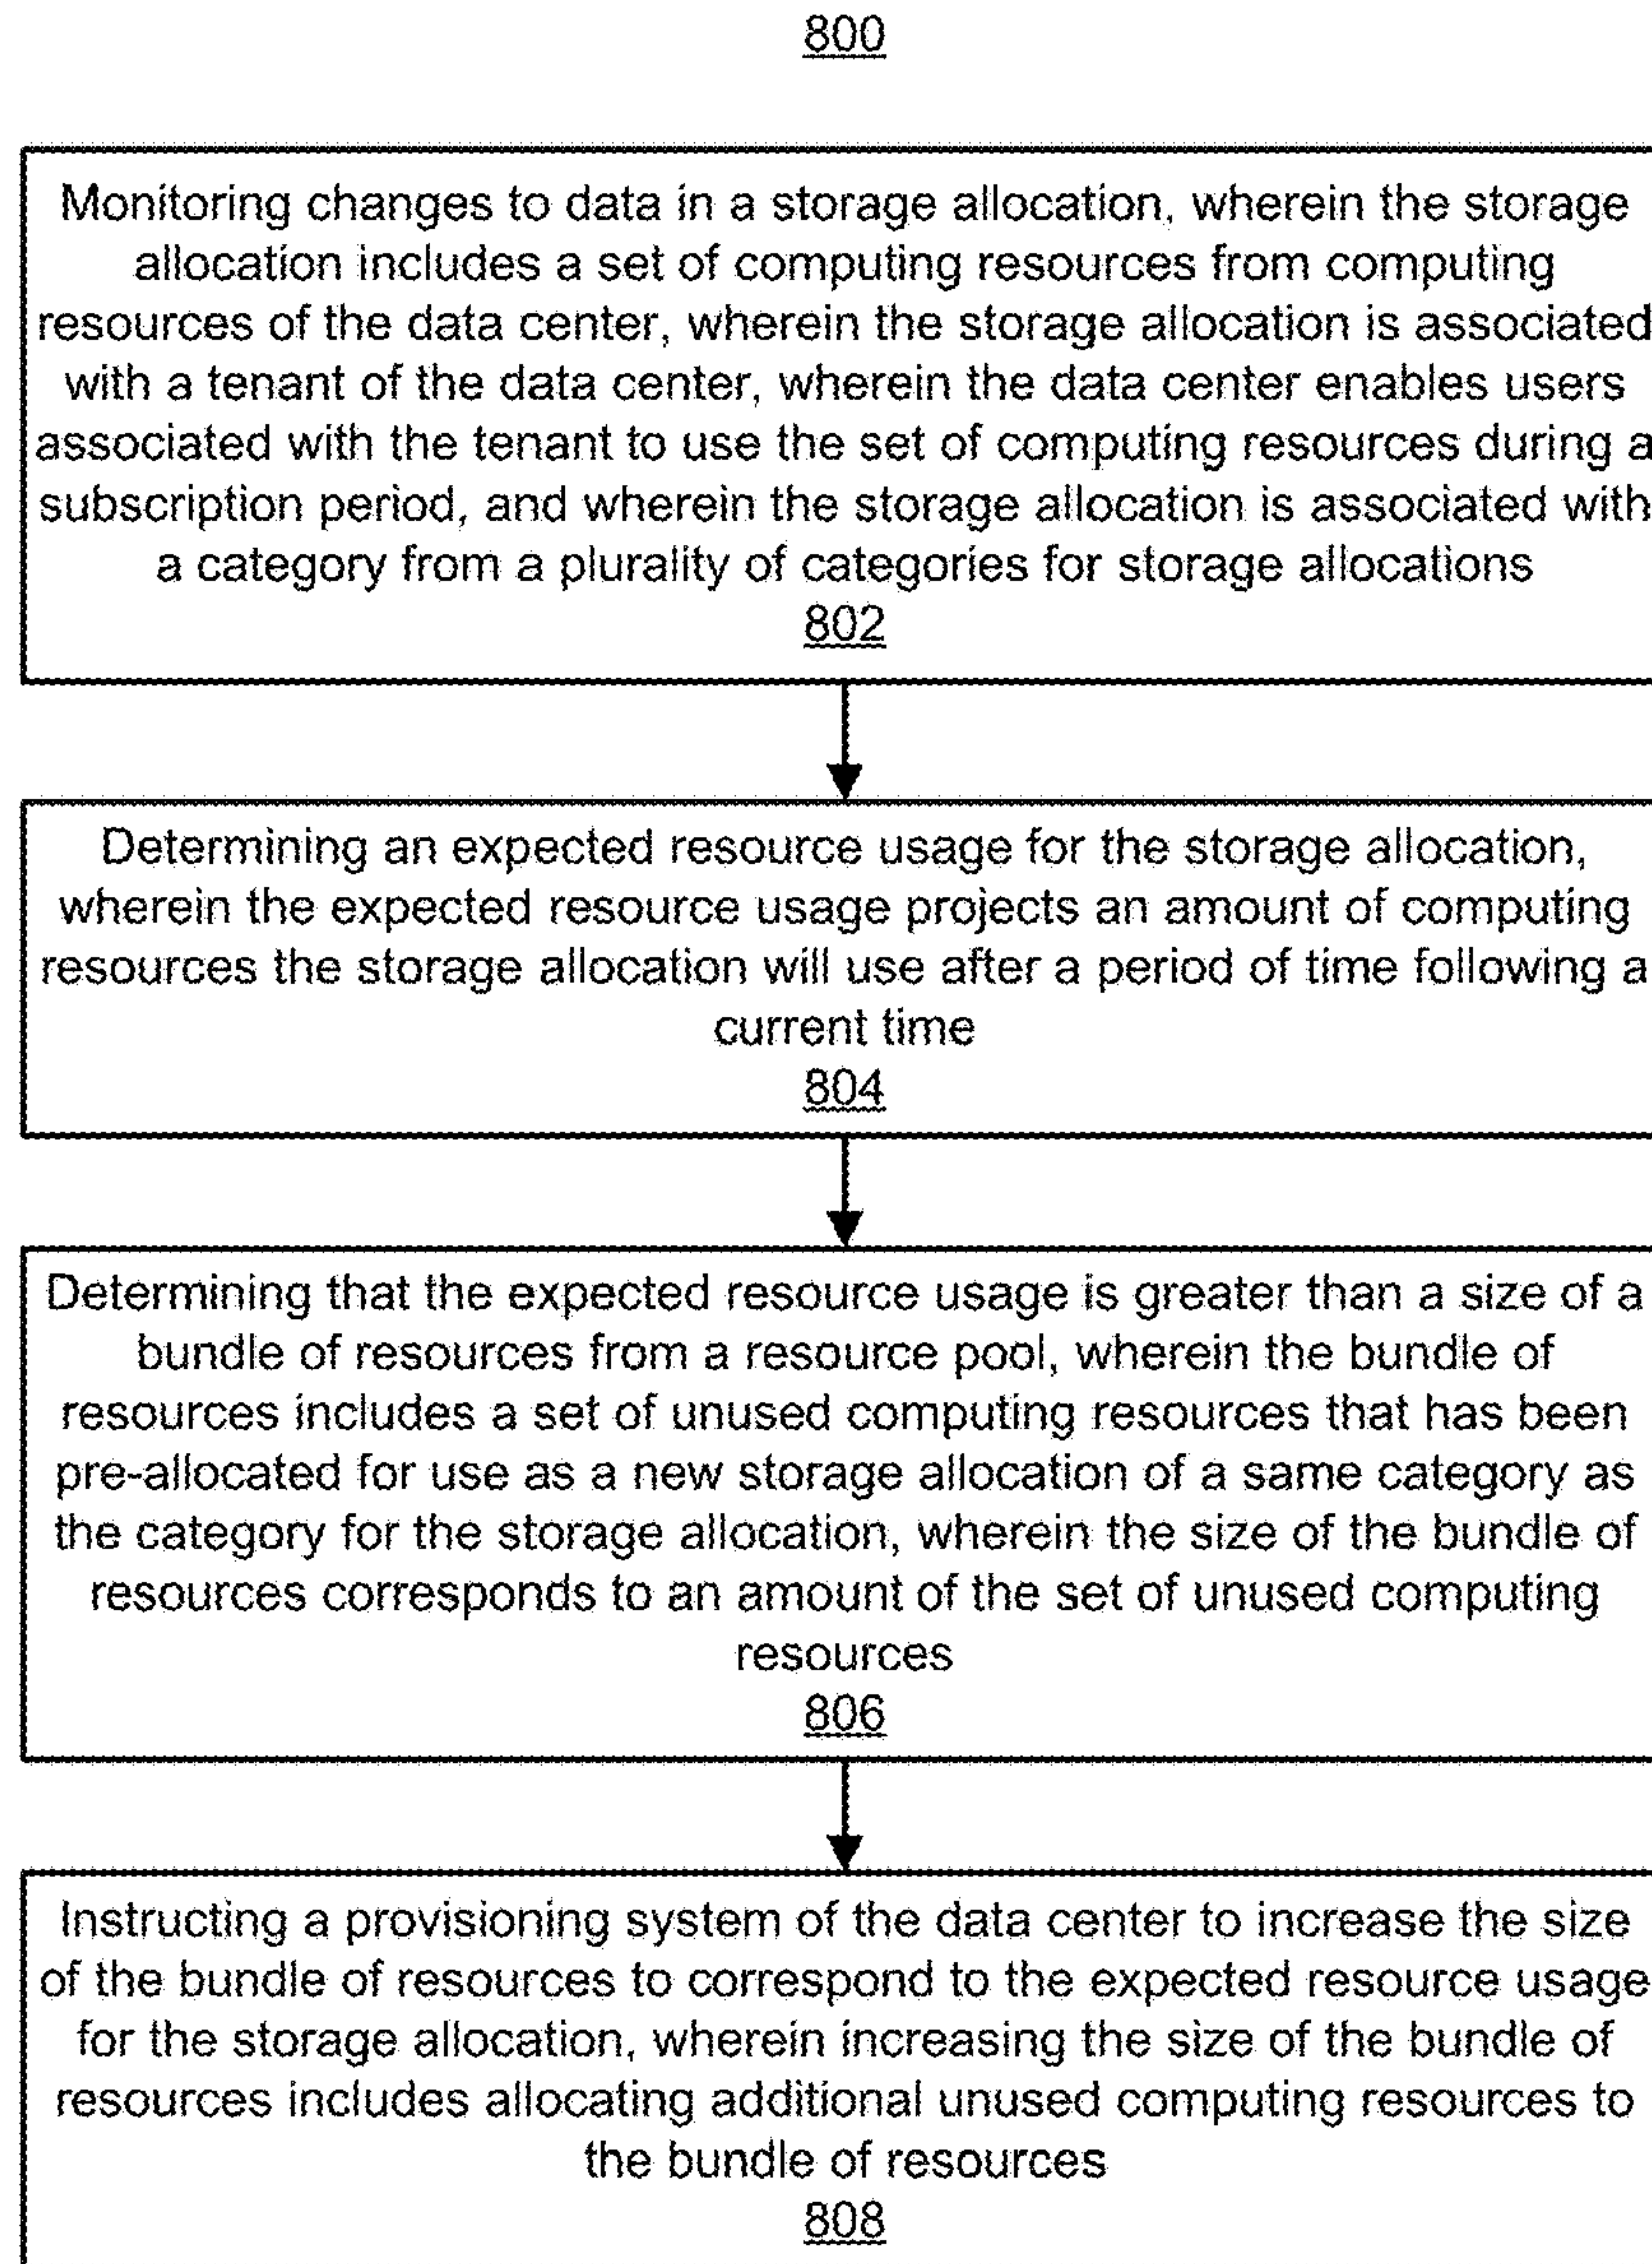 800
Monitoring changes to data in a storage allocation, wherein the storage
allocation includes a set of computing resources from computing
resources of the data center, wherein the storage allocation is associated
with a tenant of the data center, wherein the data center enables users
associated with the tenant to use the set of computing resources during a
subscription period, and wherein the storage allocation is associated with
a category from a plurality of categories for storage allocations
802
Determining an expected resource usage for the storage allocation,
wherein the expected resource usage projects an amount of computing
resources the storage allocation will use after a period of time following a
current time
804
Determining that the expected resource usage is greater than a size of a
bundle of resources from a resource pool, wherein the bundle of
resources includes a set of unused computing resources that has been
pre-allocated for use as a new storage allocation of a same category as
the category for the storage allocation, wherein the size of the bundle of
resources corresponds to an amount of the set of unused computing
resources
806
Instructing a provisioning system of the data center to increase the size
of the bundle of resources to correspond to the expected resource usage
for the storage allocation, wherein increasing the size of the bundle of
resources includes allocating additional unused computing resources to
the bundle of resources
808